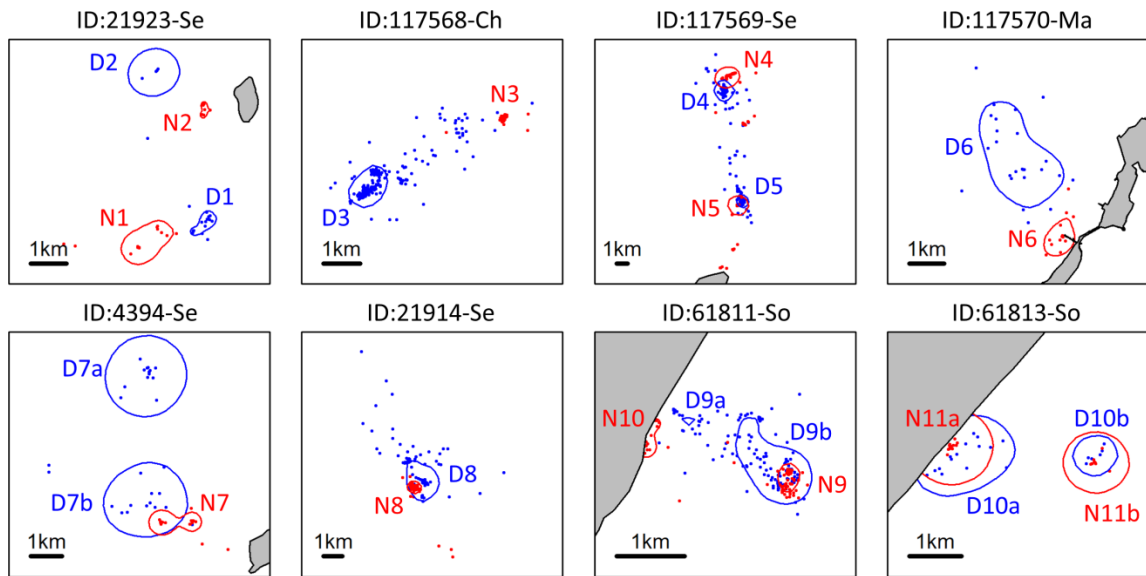 ID:21923-Se
ID:117568-Ch
ID:117569-Se
ID:117570-Ma
D2
N2
D1
N1
1km
N3
D3
1km
N4
D4
D5
N5
1km
D6
N6
1km
ID:4394-Se
ID:21914-Se
ID:61811-So
ID:61813-So
D7a
D7b
N7
1km
D8
N8
1km
N10
D9a
D9b
N9
1km
N11a
D10b
D10a
N11b
1km